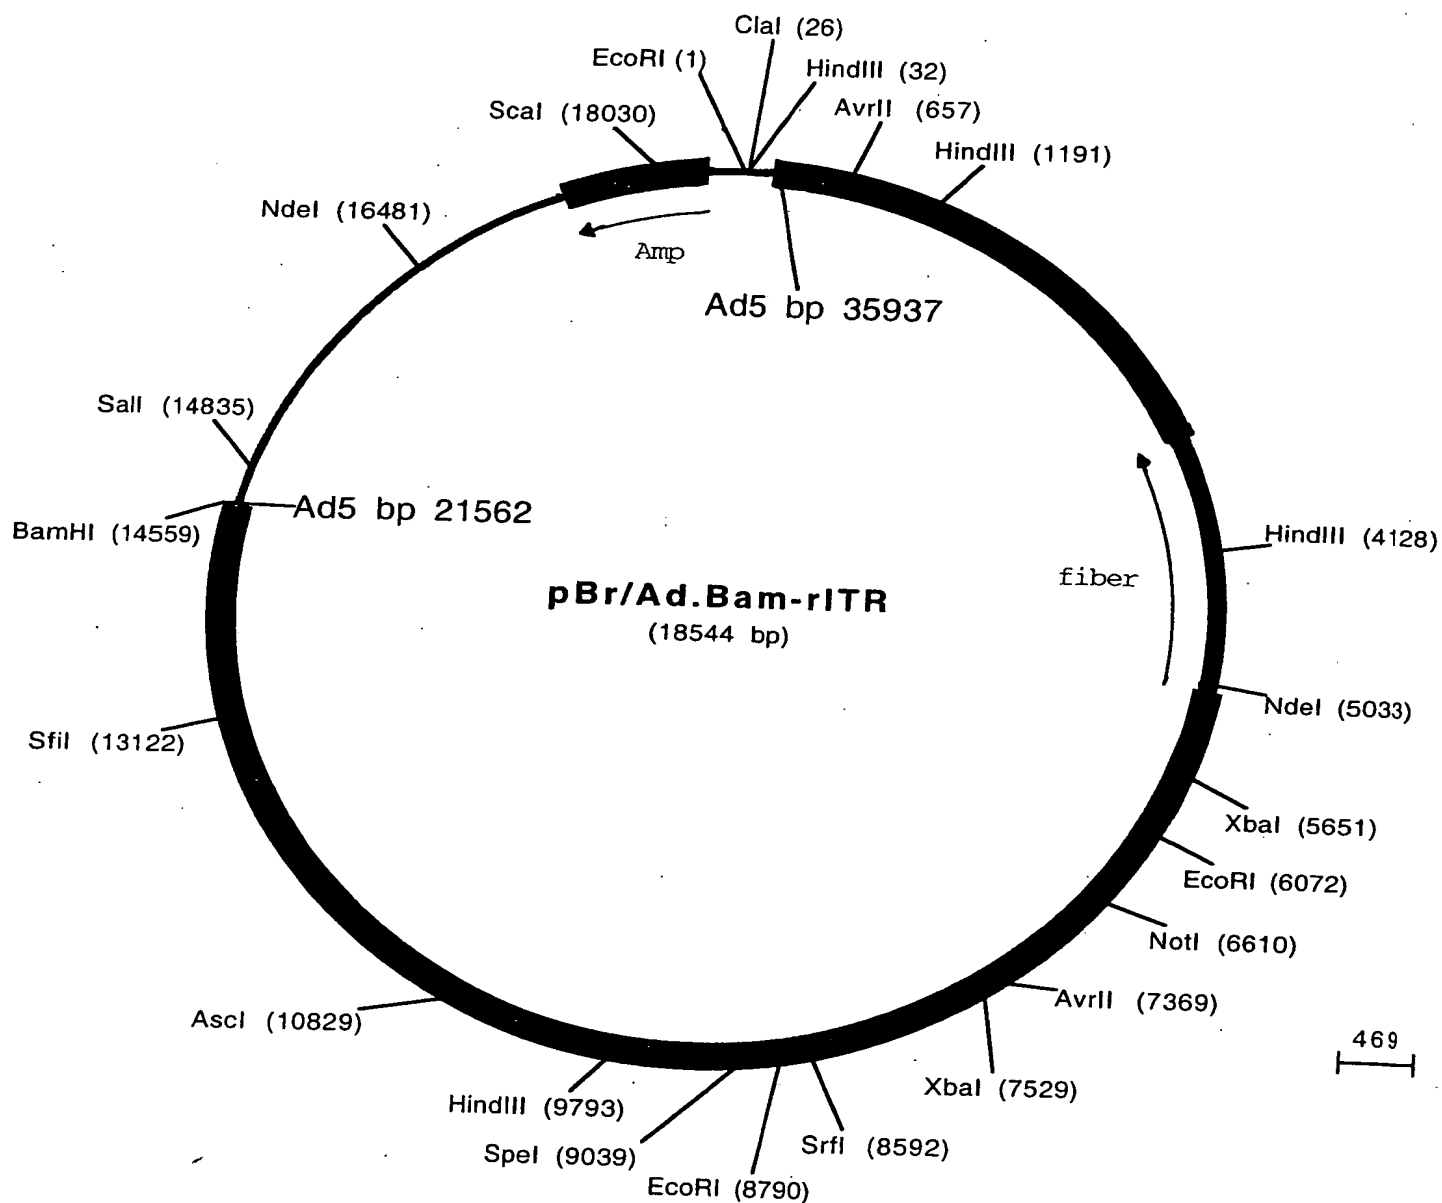 ClaI (26)
EcoRI (1)
HindIII (32)
ScaI (18030)
AvrII (657)
HindIII (1191)
NdeI (16481)
Amp
Ad5 bp 35937
SalI (14835)
Ad5 bp 21562
BamHI (14559)
HindIII (4128)
fiber
pBr/Ad.Bam-rITR
(18544 bp)
NdeI (5033)
SfiI (13122)
XbaI (5651)
EcoRI (6072)
NotI (6610)
AvrII (7369)
AscI (10829)
469
XbaI (7529)
HindIII (9793)
SrfI (8592)
SpeI (9039)
EcoRI (8790)